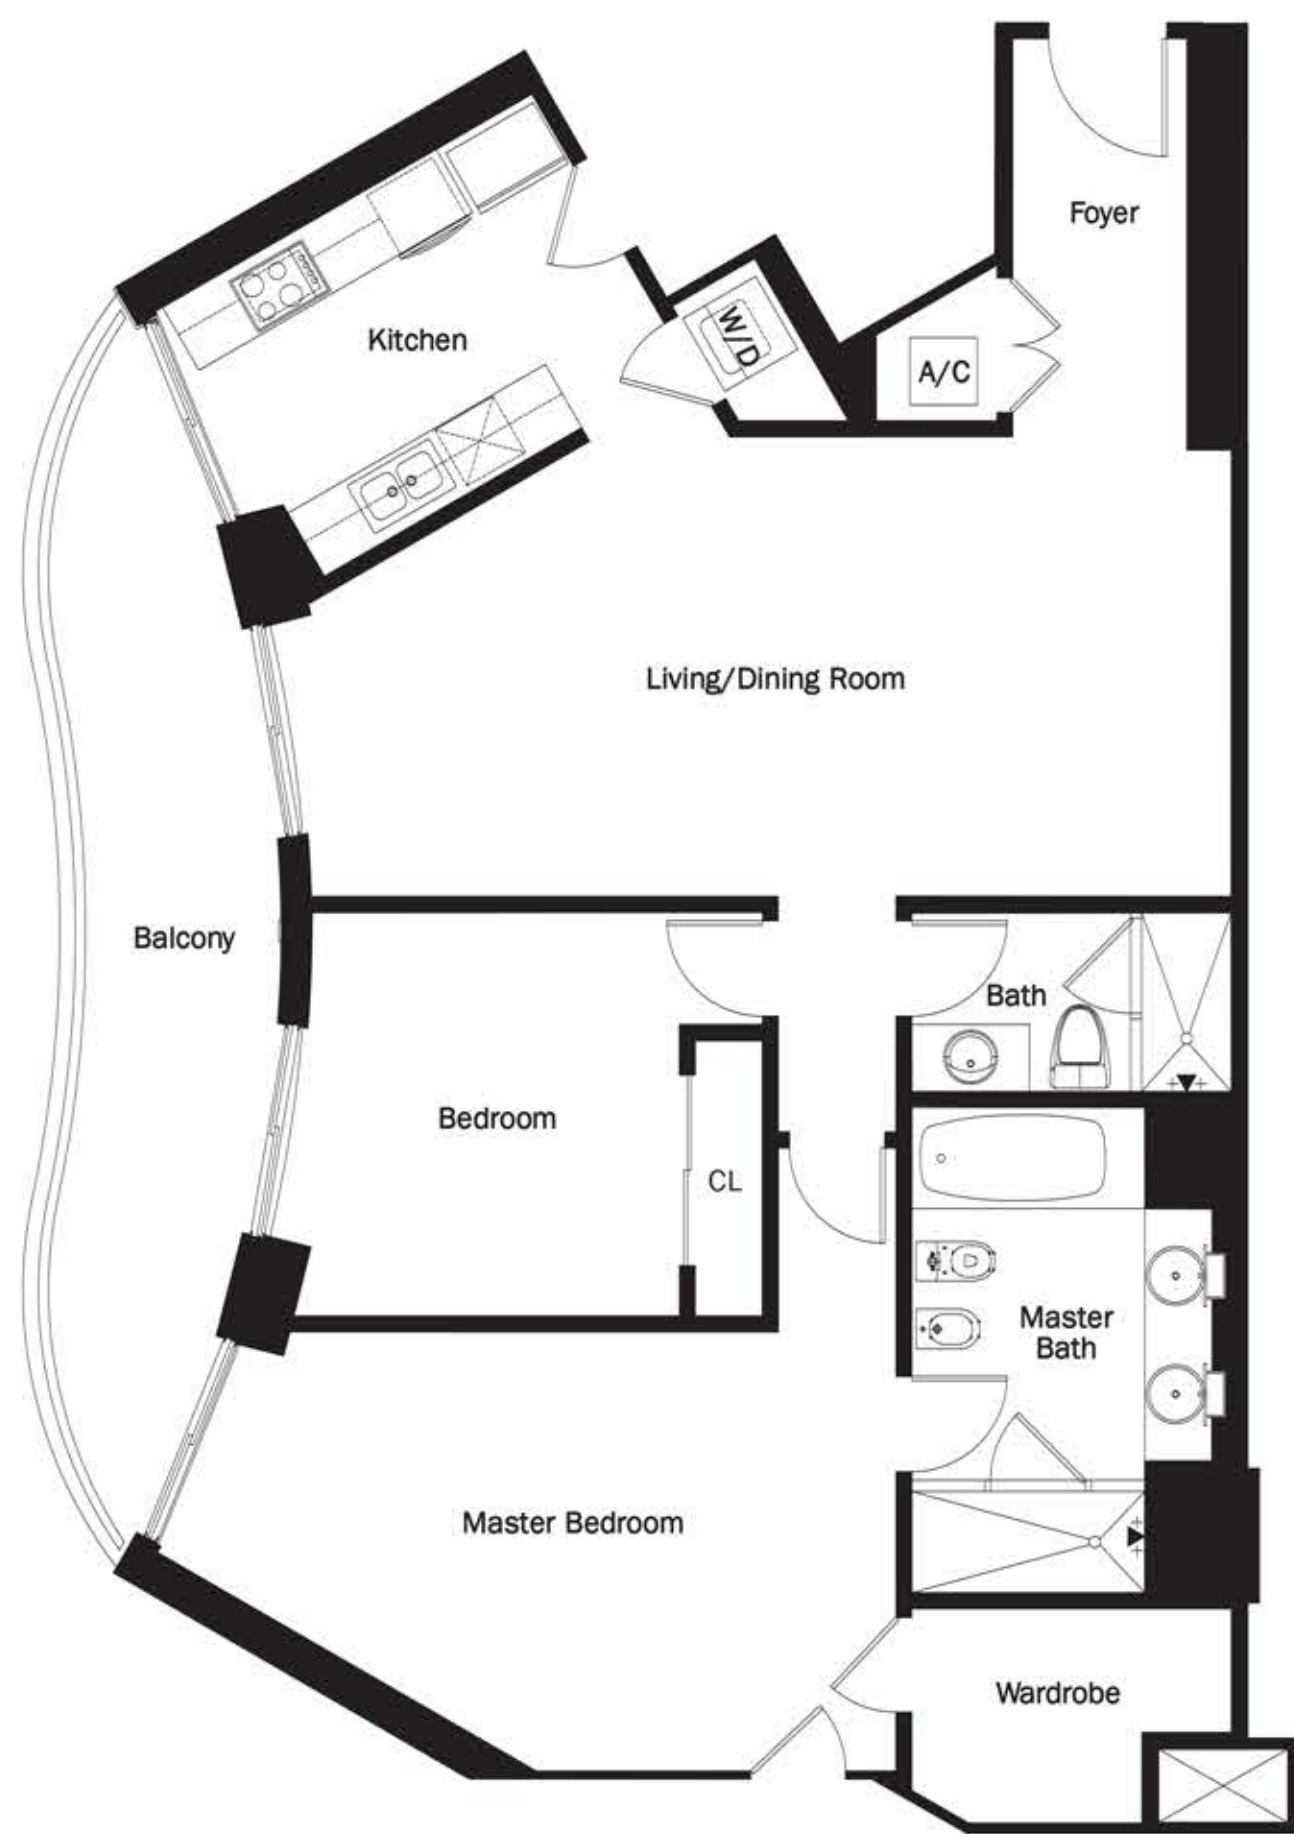 Foyer
Kitchen
W/D
A/C
Living/Dining Room
Balcony
Bath
Bedroom
CL
Master
Bath
Master Bedroom
Wardrobe